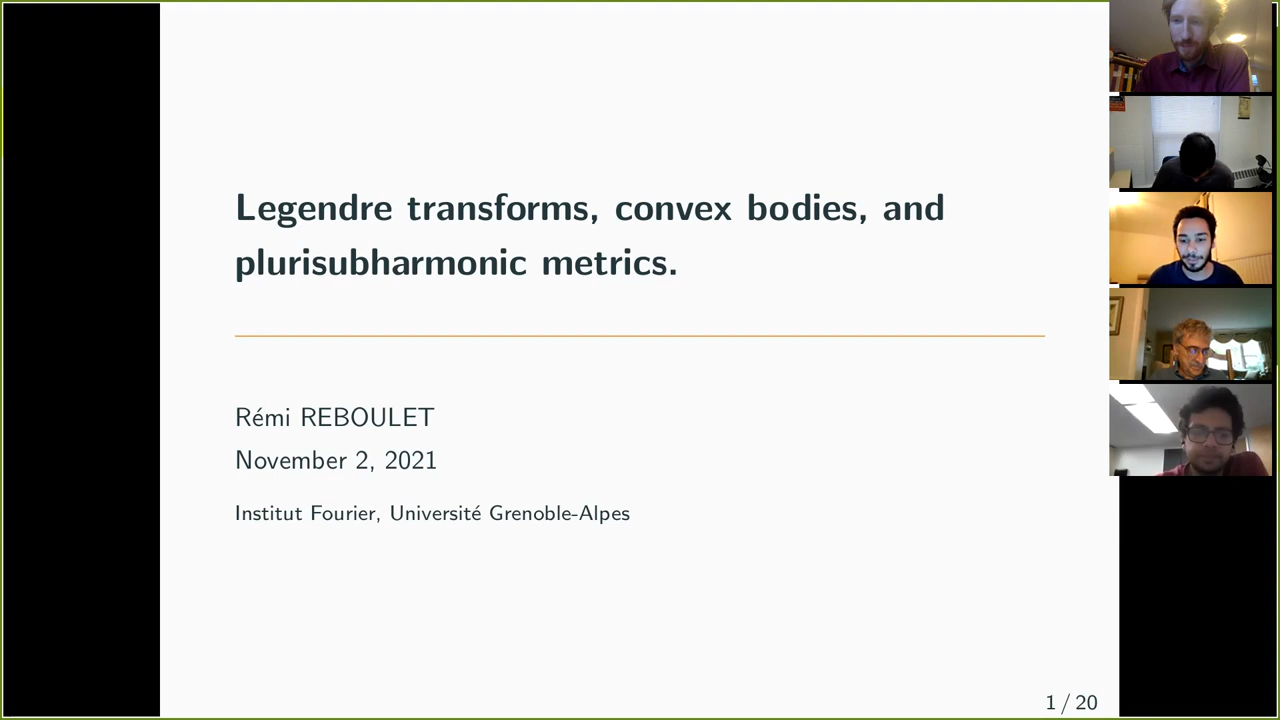 Legendre transforms, convex bodies, and
plurisubharmonic metrics.
Rémi REBOULET
November 2, 2021
Institut Fourier, Université Grenoble-Alpes
1 / 20